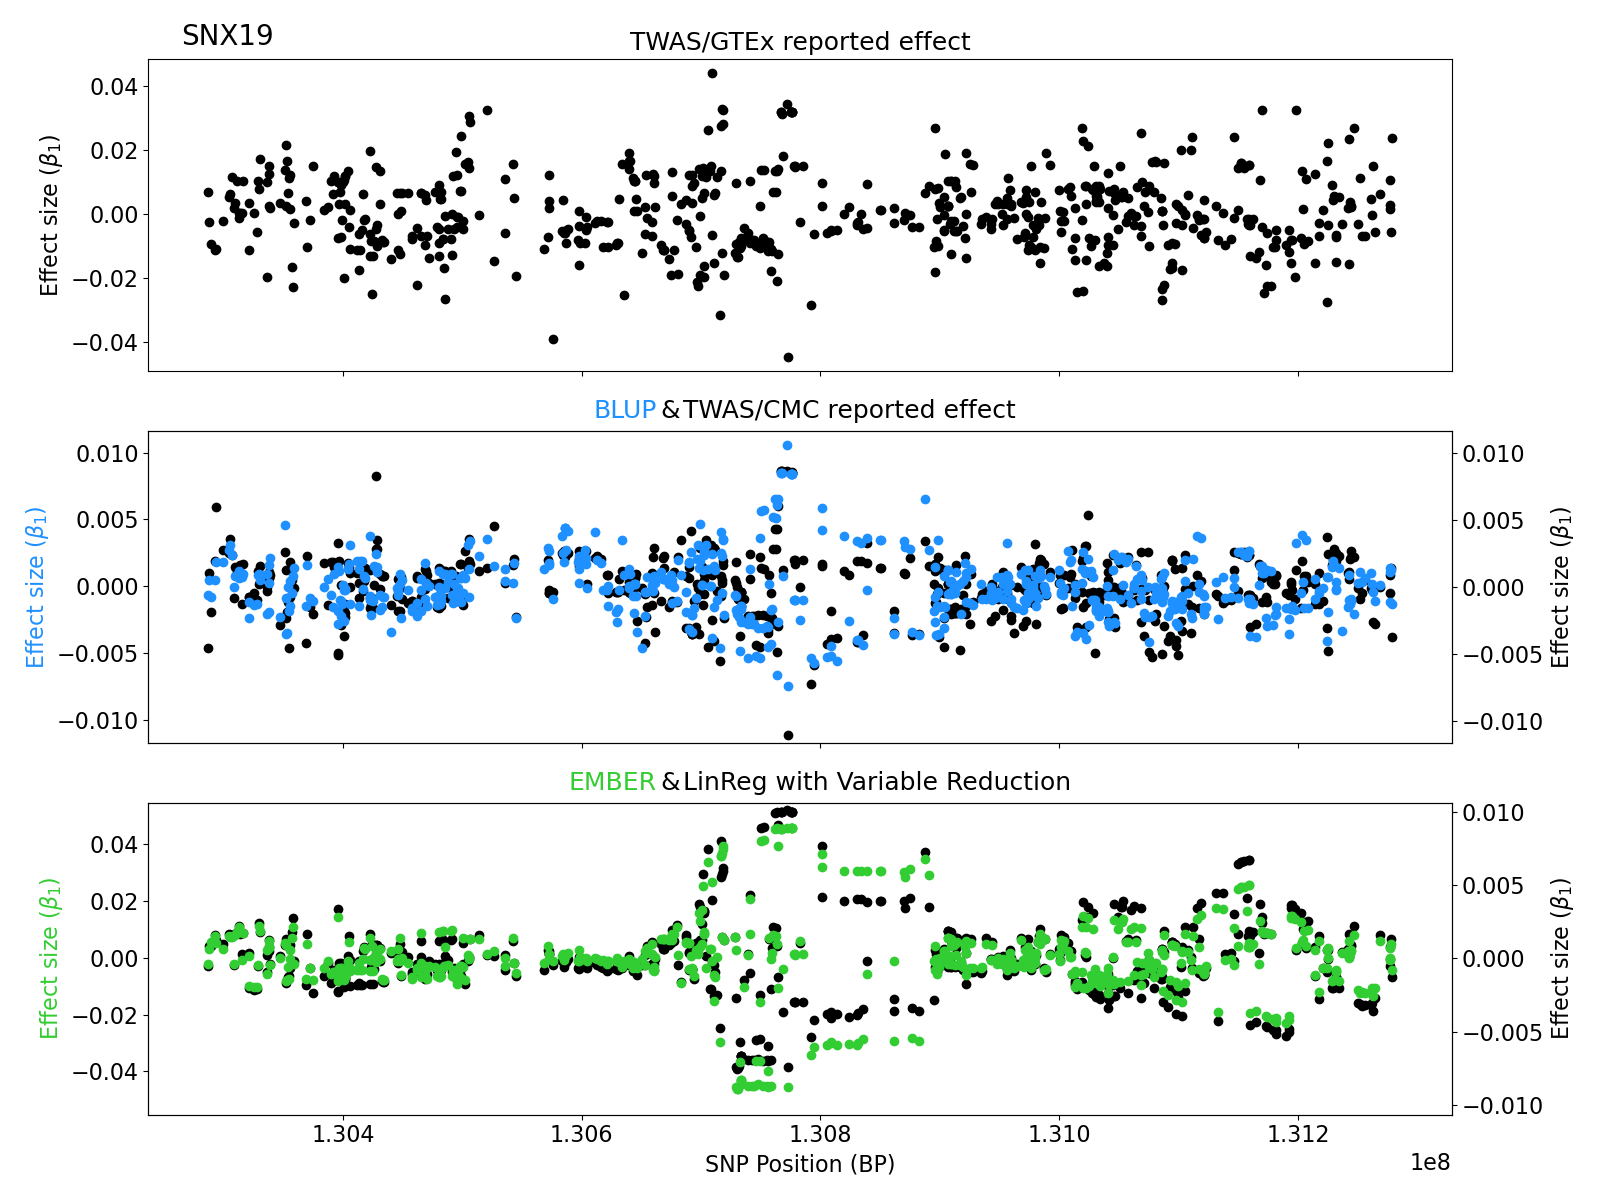 SNX19
TWAS/GTEx reported effect
Effect size (β₁)
0.04
0.02
0.00
−0.02
−0.04
BLUP & TWAS/CMC reported effect
Effect size (β₁)
0.010
0.005
0.000
−0.005
−0.010
0.010
0.005
0.000
−0.005
−0.010
Effect size (β₁)
EMBER & LinReg with Variable Reduction
Effect size (β₁)
0.04
0.02
0.00
−0.02
−0.04
0.010
0.005
0.000
−0.005
−0.010
Effect size (β₁)
1.304 1.306 1.308 1.310 1.312
SNP Position (BP)
1e8